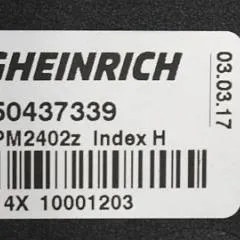 GHEINRICH
50437339
PM2402z Index H
4X 10001203
03.03.17